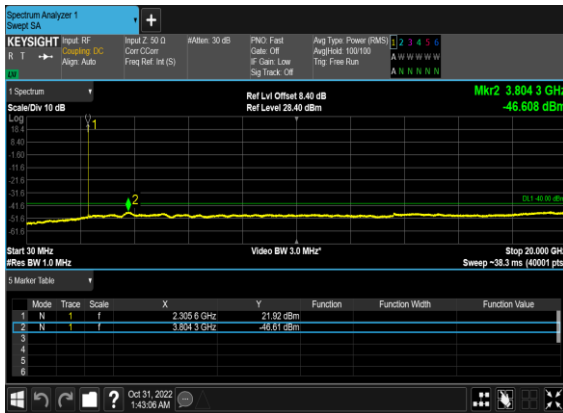 Spectrum Analyzer 1
Swept SA
+
KEYSIGHT Input: RF Input Z: 50 Ω #Atten: 30 dB PNO: Fast Avg Type: Power (RMS) 1 2 3 4 5 6
R T Coupling: DC Corr CCorr Gate: Off Avg|Hold: 100/100 A W W W W W
Align: Auto Freq Ref: Int (S) IF Gain: Low Trig: Free Run
Sig Track: Off A N N N N N
1 Spectrum Ref Lvl Offset 8.40 dB Mkr2 3.804 3 GHz
Scale/Div 10 dB Ref Level 28.40 dBm -46.608 dBm
Log
18.4
8.40
-1.60
-11.6
-21.6
-31.6
-41.6
-51.6
-61.6
1
2
DL1 -40.00 dBm
Start 30 MHz Video BW 3.0 MHz* Stop 20.000 GHz
#Res BW 1.0 MHz Sweep ~38.3 ms (40001 pts)
5 Marker Table
Mode Trace Scale X Y Function Function Width Function Value
1 N 1 f 2.305 6 GHz 21.92 dBm
2 N 1 f 3.804 3 GHz -46.61 dBm
3
4
5
6
? Oct 31, 2022
1:43:06 AM